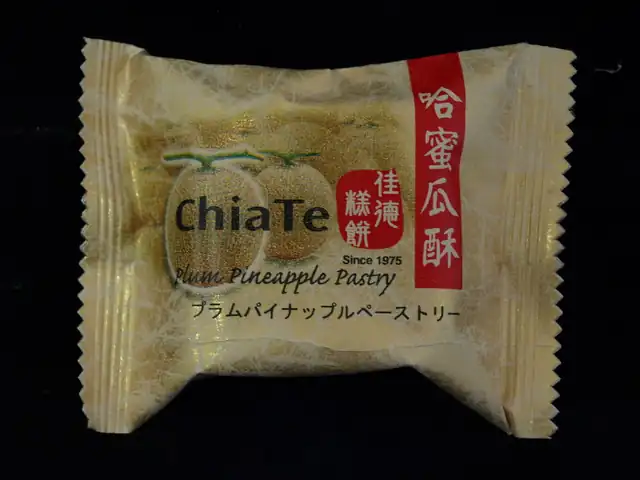 哈蜜瓜酥
ChiaTe
佳德
糕餅
Since 1975
Plum Pineapple Pastry
プラムパイナップルペーストリー